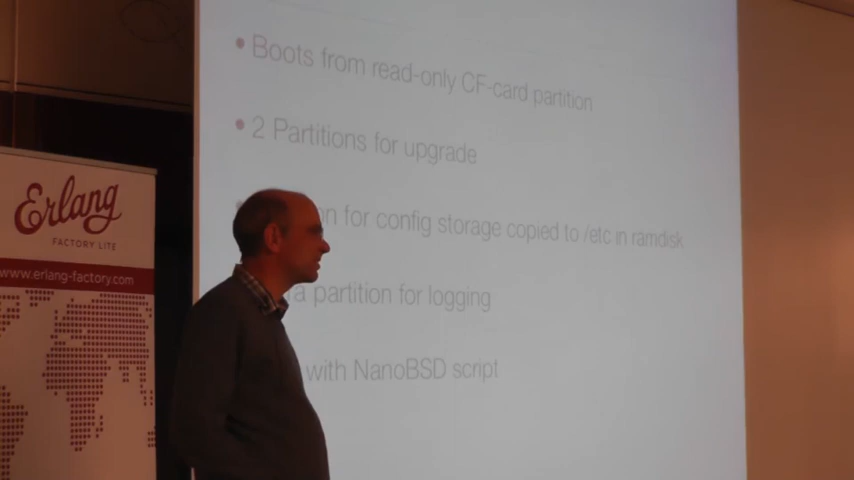 Erlang
FACTORY LITE
www.erlang-factory.com
• Boots from read-only CF-card partition
• 2 Partitions for upgrade
on for config storage copied to /etc in ramdisk
a partition for logging
with NanoBSD script